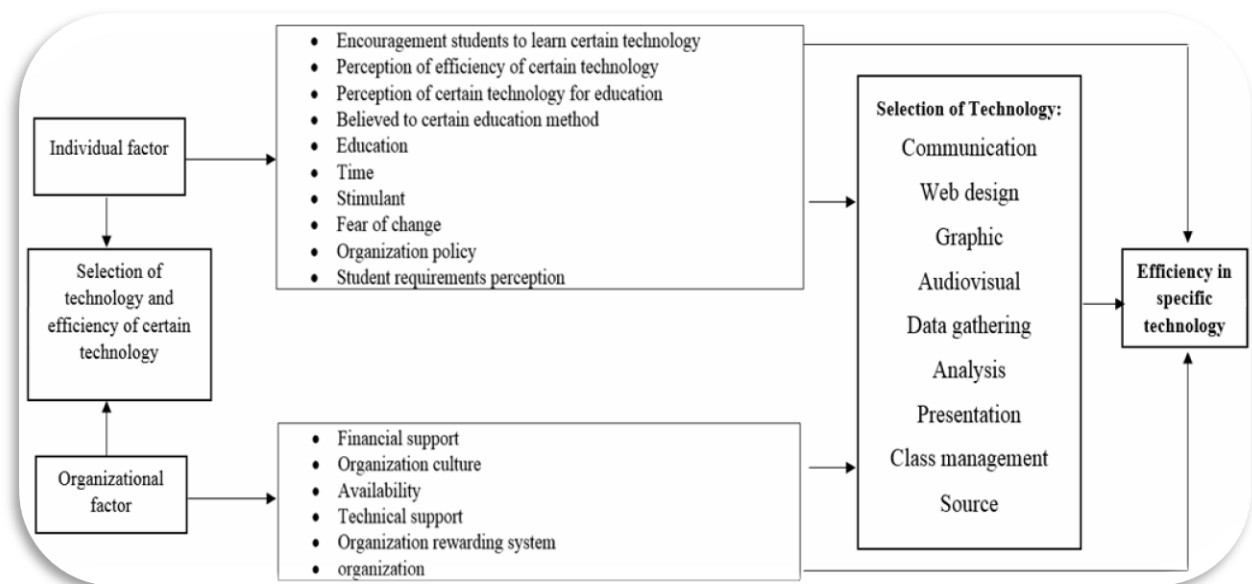 Individual factor
Selection of
technology and
efficiency of certain
technology
Organizational
factor
Encouragement students to learn certain technology
Perception of efficiency of certain technology
Perception of certain technology for education
Believed to certain education method
Education
Time
Stimulant
Fear of change
Organization policy
Student requirements perception
Financial support
Organization culture
Availability
Technical support
Organization rewarding system
organization
Selection of Technology:
Communication
Web design
Graphic
Audiovisual
Data gathering
Analysis
Presentation
Class management
Source
Efficiency in
specific
technology